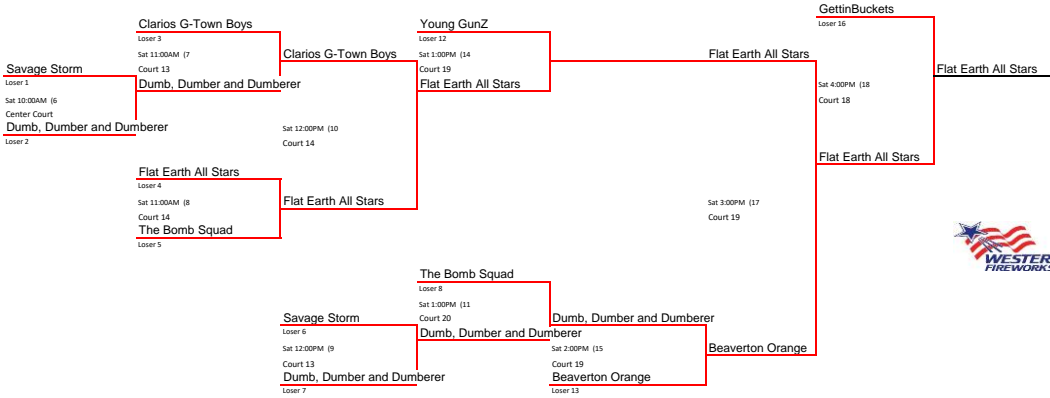 GettinBuckets
Loser 16
Clarios G-Town Boys
Loser 3
Young GunZ
Loser 12
Sat 11:00AM (7
Court 13
Clarios G-Town Boys
Sat 1:00PM (14
Court 19
Flat Earth All Stars
Flat Earth All Stars
Savage Storm
Loser 1
Dumb, Dumber and Dumberer
Flat Earth All Stars
Sat 4:00PM (18
Court 18
Sat 10:00AM (6
Center Court
Dumb, Dumber and Dumberer
Loser 2
Sat 12:00PM (10
Court 14
Flat Earth All Stars
Flat Earth All Stars
Loser 4
Sat 11:00AM (8
Court 14
Flat Earth All Stars
Sat 3:00PM (17
Court 19
The Bomb Squad
Loser 5
WESTER
FIREWORKS
The Bomb Squad
Loser 8
Sat 1:00PM (11
Court 20
Savage Storm
Loser 6
Dumb, Dumber and Dumberer
Dumb, Dumber and Dumberer
Sat 12:00PM (9
Court 13
Sat 2:00PM (15
Court 19
Beaverton Orange
Dumb, Dumber and Dumberer
Loser 7
Beaverton Orange
Loser 13